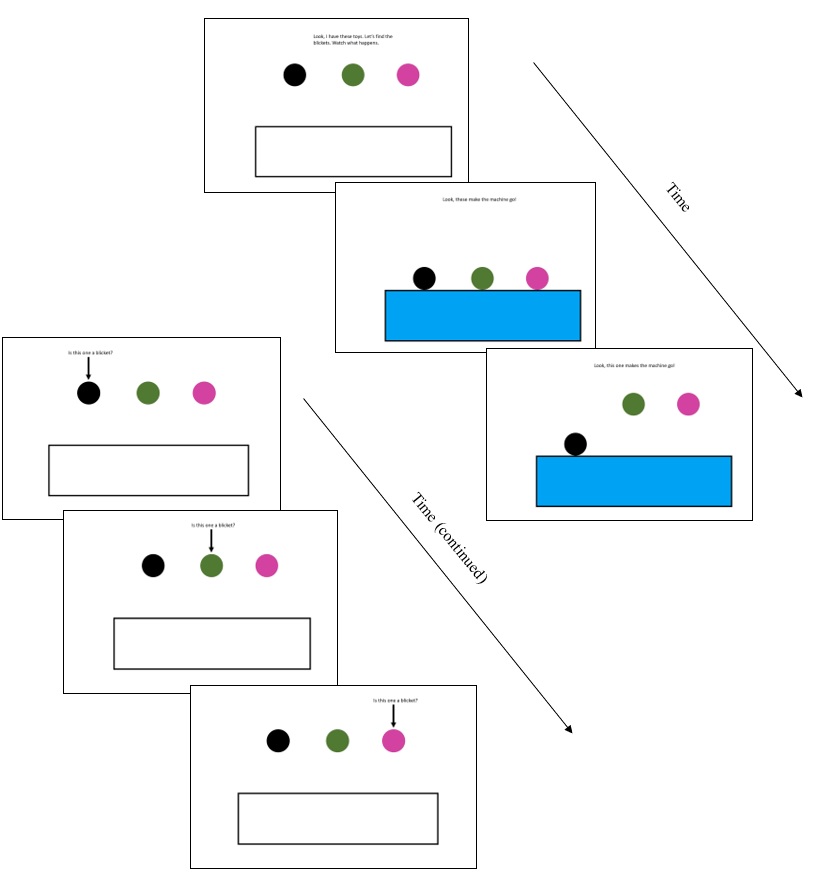 Look, I have these toys. Let's find the
blickets. Watch what happens.
Time
Look, these make the machine go!
Look, this one makes the machine go!
Is this one a blicket?
Time (continued)
Is this one a blicket?
Is this one a blicket?